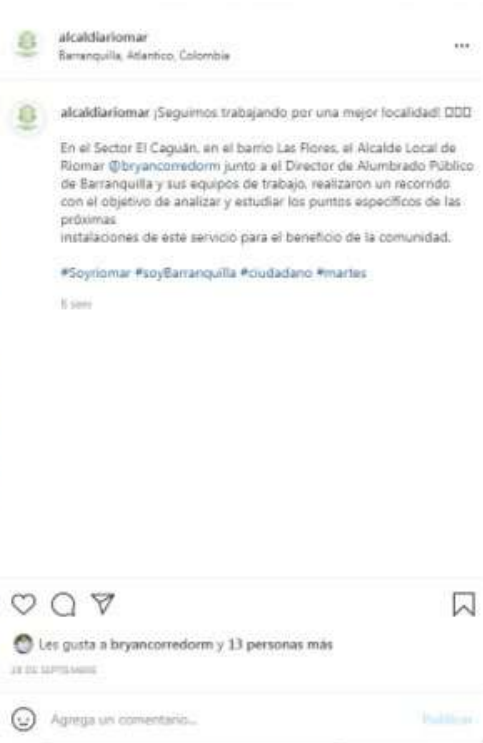 alcaldiariomar
Barranquilla, Atlantico, Colombia
alcaldiariomar ¡Seguimos trabajando por una mejor localidad!
En el Sector El Caguán, en el barrio Las Flores, el Alcalde Local de
Riomar @bryancorredorm junto a el Director de Alumbrado Público
de Barranquilla y sus equipos de trabajo, realizaron un recorrido
con el objetivo de analizar y estudiar los puntos específicos de las
próximas
instalaciones de este servicio para el beneficio de la comunidad.
#Soyriomar #soyBarranquilla #ciudadano #martes
sem
Les gusta a bryancorredorm y 13 personas más
28 DE SEPTIEMBRE
Agrega un comentario...
Publicar